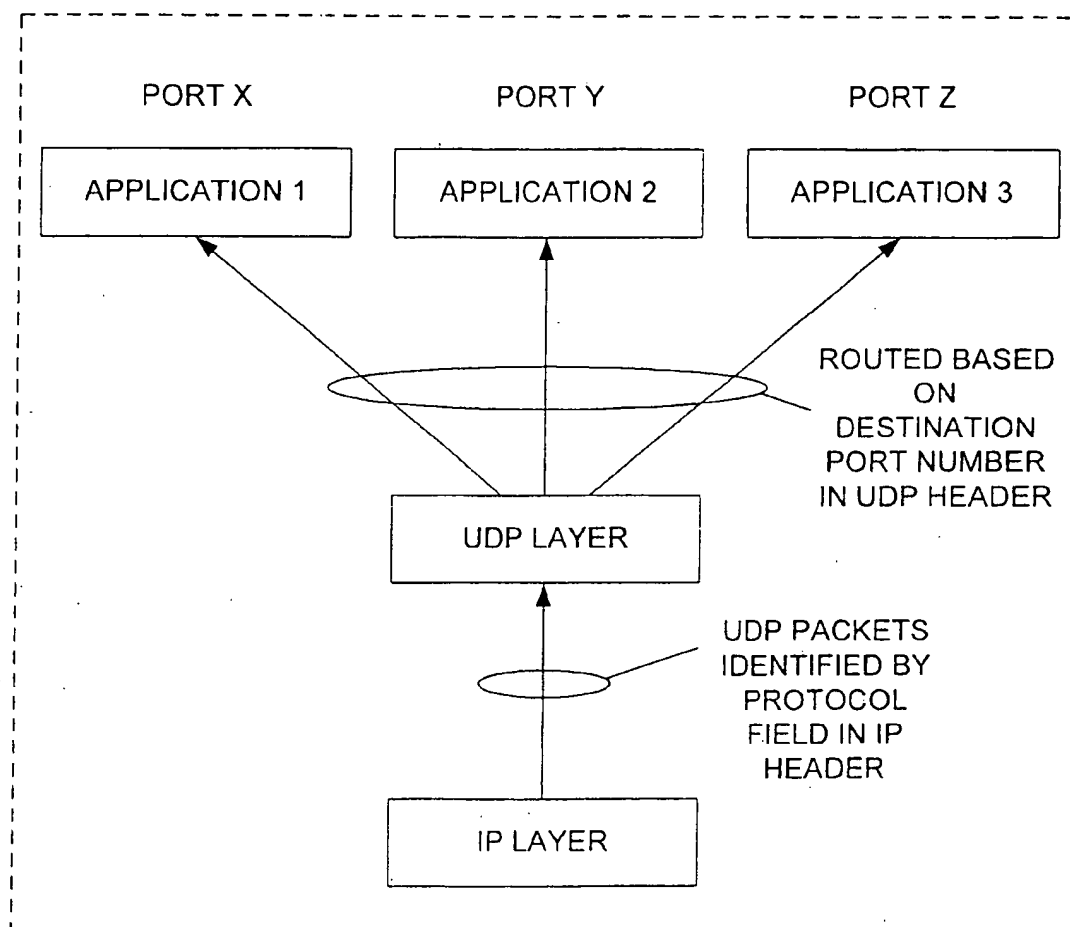 PORT X
PORT Y
PORT Z
APPLICATION 1
APPLICATION 2
APPLICATION 3
ROUTED BASED
ON
DESTINATION
PORT NUMBER
IN UDP HEADER
UDP LAYER
UDP PACKETS
IDENTIFIED BY
PROTOCOL
FIELD IN IP
HEADER
IP LAYER